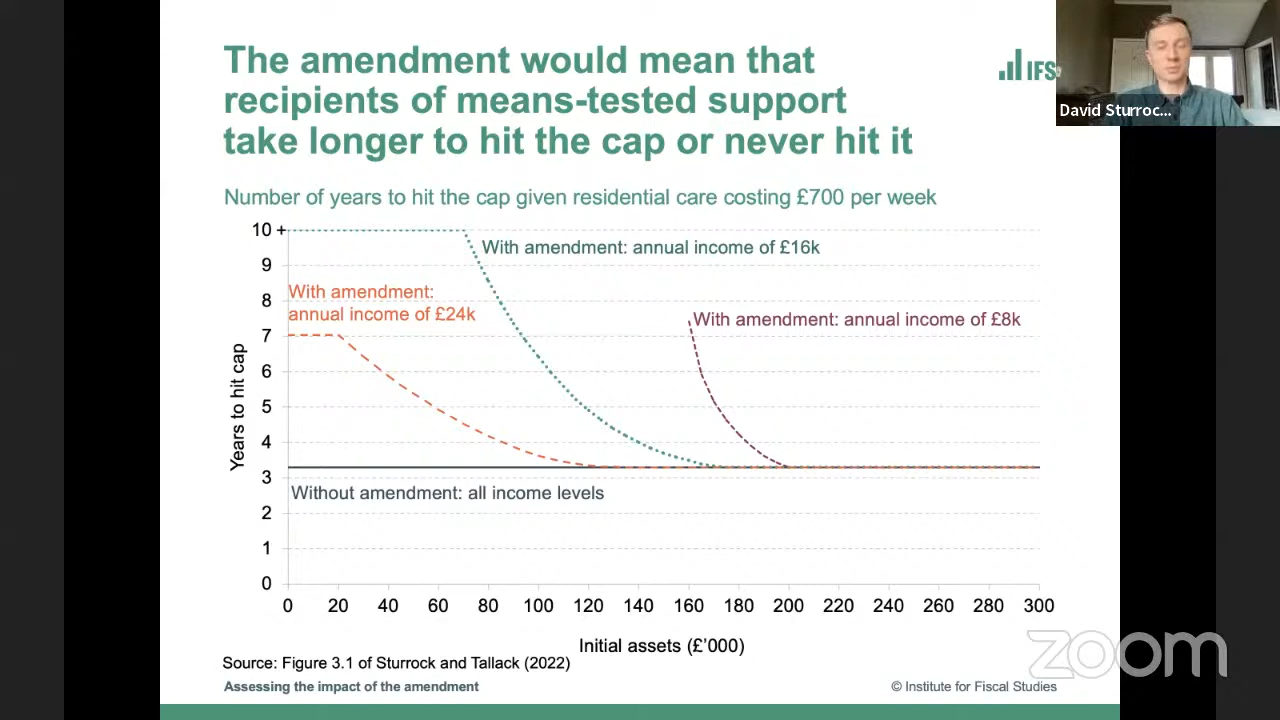 The amendment would mean that
recipients of means-tested support
take longer to hit the cap or never hit it
IFS
David Sturroc...
Number of years to hit the cap given residential care costing £700 per week
10 +
9
8
7
6
5
4
3
2
1
0
Years to hit cap
With amendment: annual income of £16k
With amendment:
annual income of £24k
With amendment: annual income of £8k
Without amendment: all income levels
0 20 40 60 80 100 120 140 160 180 200 220 240 260 280 300
Initial assets (£'000)
Source: Figure 3.1 of Sturrock and Tallack (2022)
Assessing the impact of the amendment
© Institute for Fiscal Studies
zoom